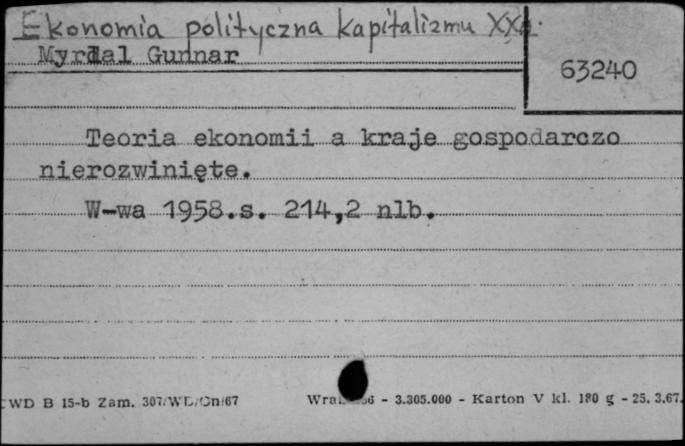 Ekonomia polityczna kapitalizmu XXw.
Myrdal Gunnar
63240
Teoria ekonomii a kraje gospodarczo
nierozwinięte.
W-wa 1958.s. 214,2 nlb.
WD B 15-b Zam. 307/WD/Cn/67
- 3.305.000 - Karton V kl. 180 g - 25. 3.67.